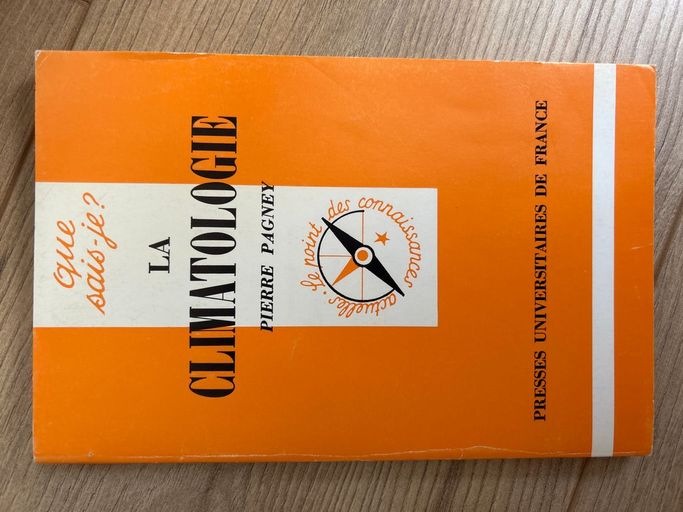 que
sais-je?
LA
CLIMATOLOGIE
PIERRE PAGNEY
le point des connaissances actuelles
PRESSES UNIVERSITAIRES DE FRANCE